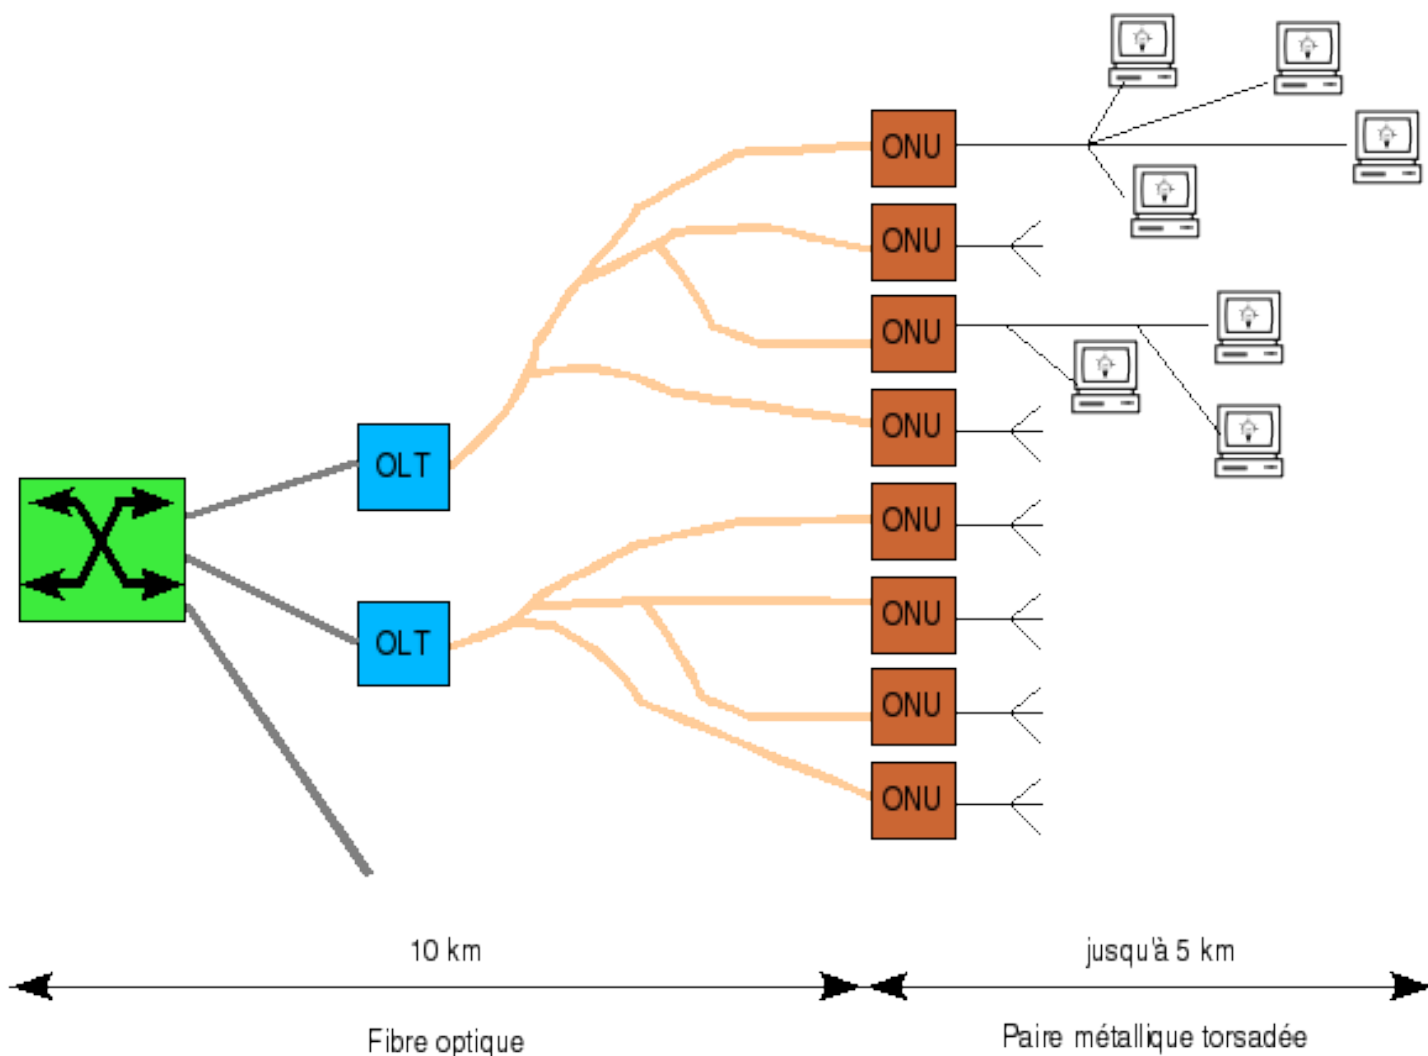 ONU
ONU
ONU
ONU
OLT
ONU
ONU
OLT
ONU
ONU
10 km
jusqu'à 5 km
Fibre optique
Paire métallique torsadée